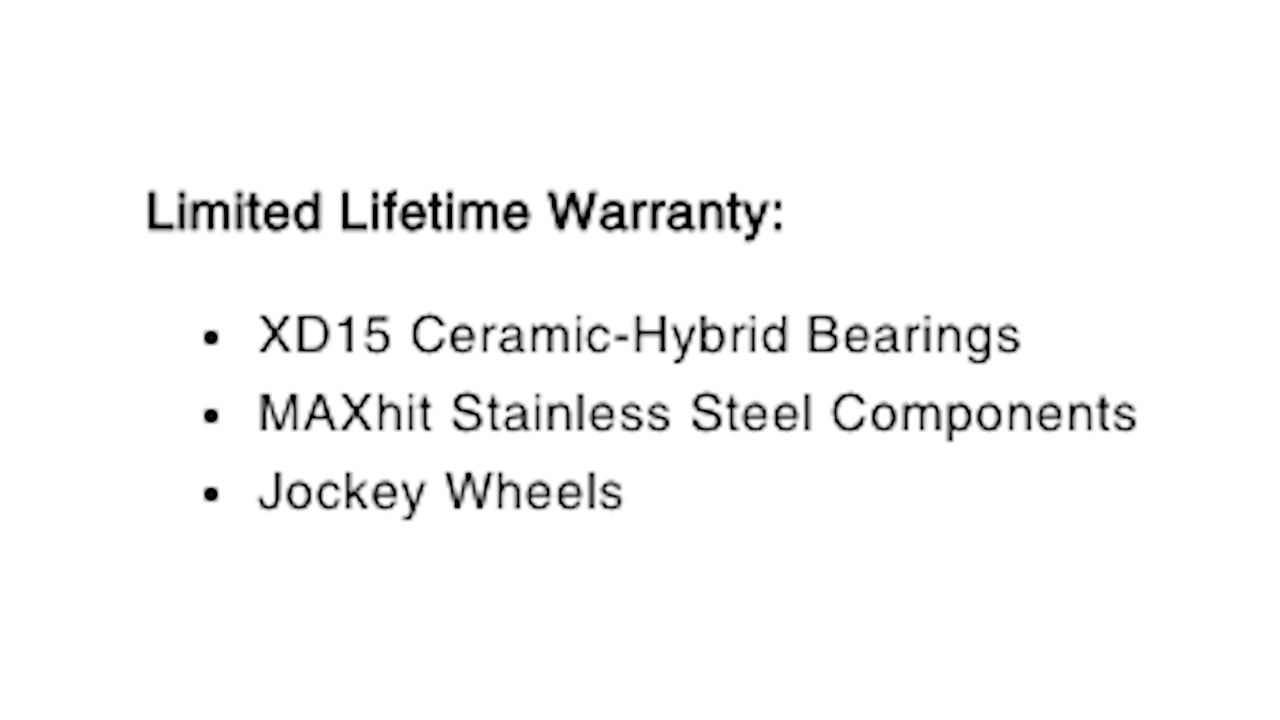 Limited Lifetime Warranty:
• XD15 Ceramic-Hybrid Bearings
• MAXhit Stainless Steel Components
• Jockey Wheels